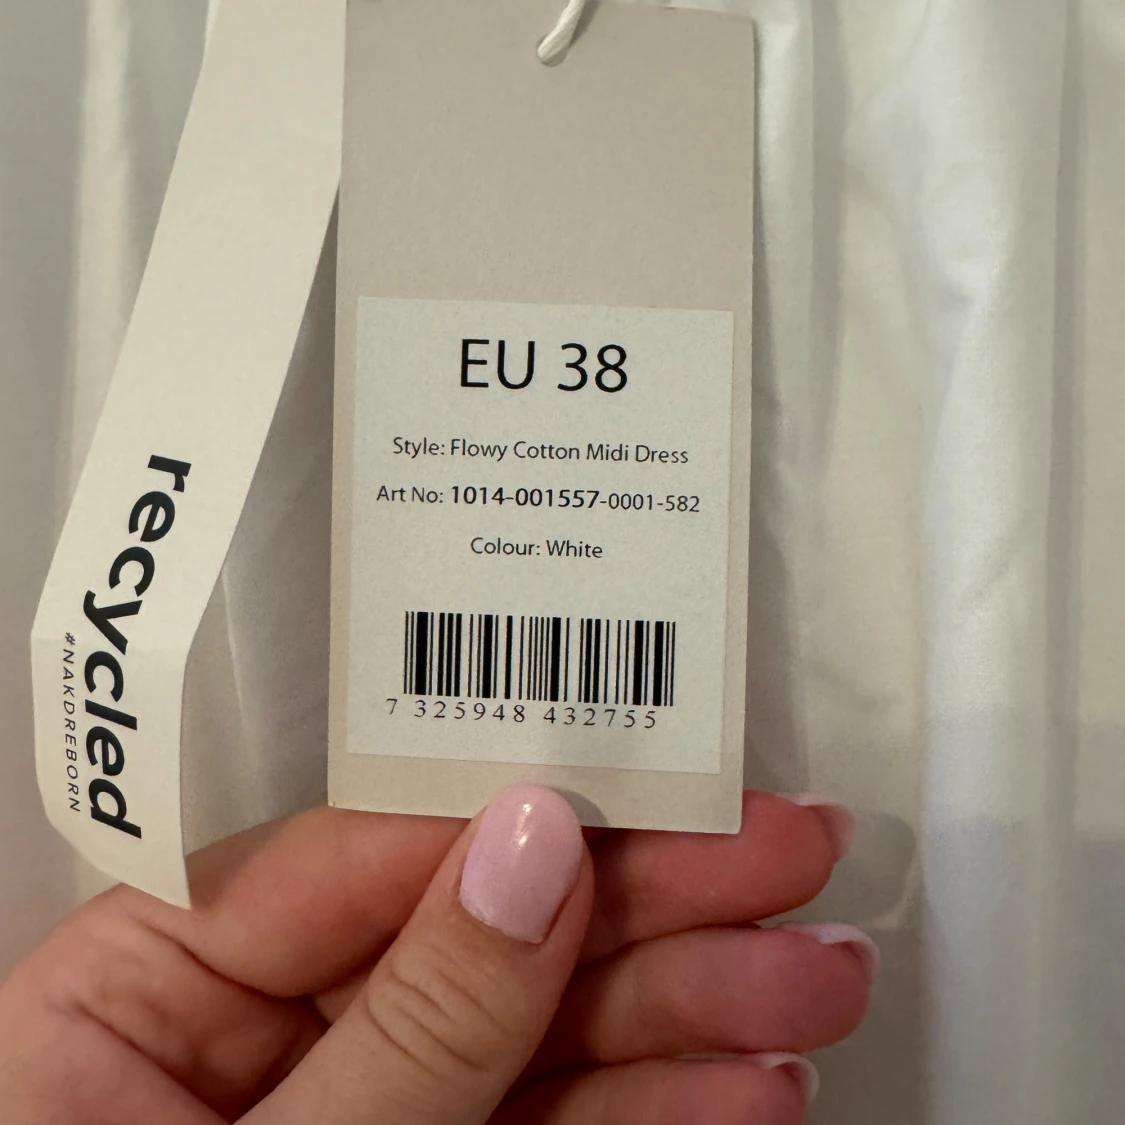 EU 38
Style: Flowy Cotton Midi Dress
Art No: 1014-001557-0001-582
Colour: White
7 325948 432755
recycled
#NAKDREBORN